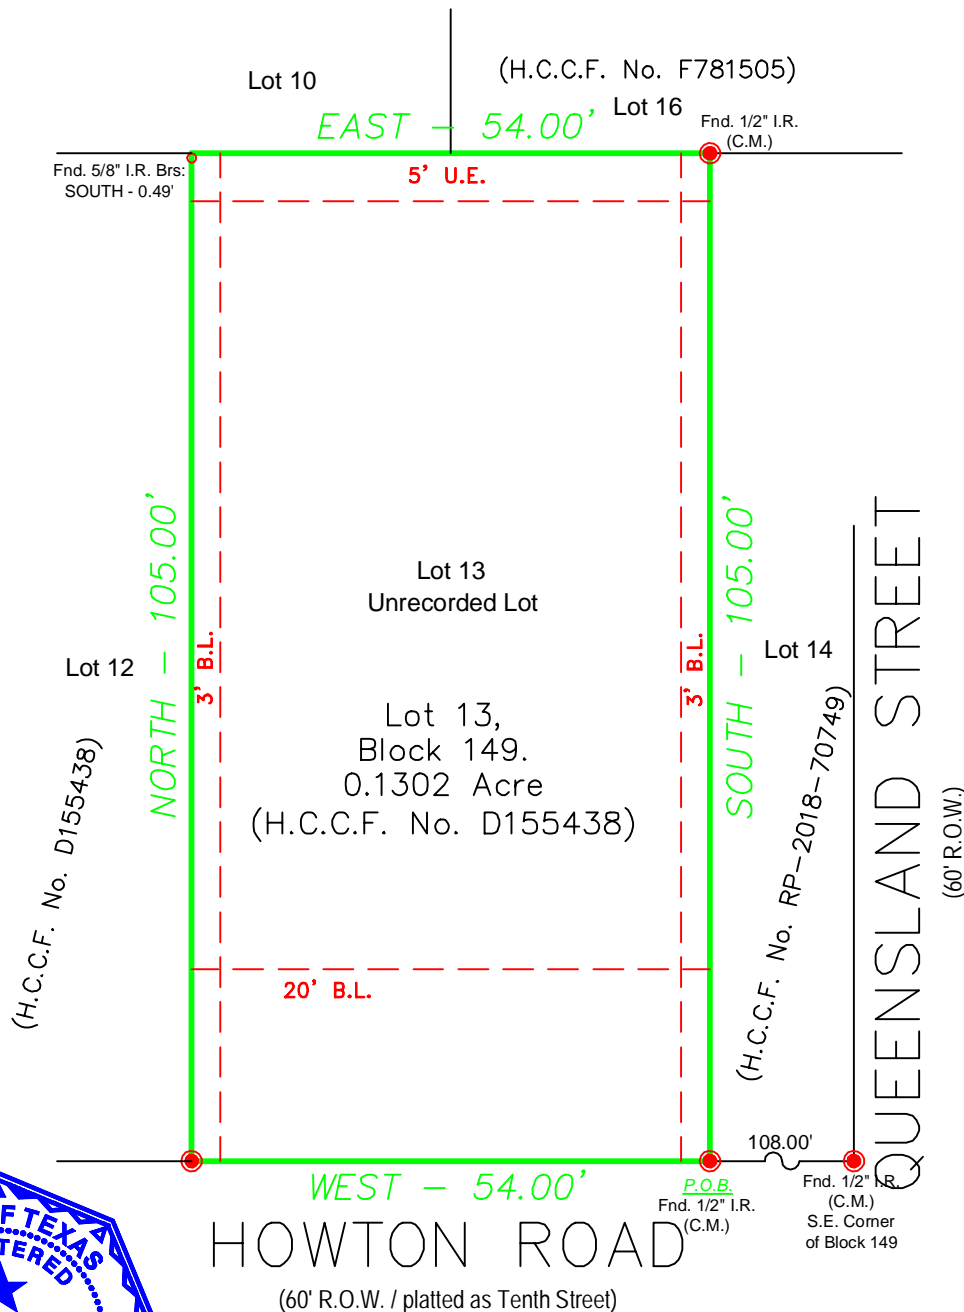 Lot 10
(H.C.C.F. No. F781505)
Lot 16
EAST - 54.00'
Fnd. 1/2" I.R.
(C.M.)
Fnd. 5/8" I.R. Brs:
SOUTH - 0.49'
5' U.E.
NORTH - 105.00'
SOUTH - 105.00'
Lot 13
Unrecorded Lot
Lot 12
3' B.L.
3' B.L.
Lot 14
Lot 13,
Block 149.
0.1302 Acre
(H.C.C.F. No. D155438)
(H.C.C.F. No. D155438)
(H.C.C.F. No. RP-2018-70749)
QUEENSLAND STREET
(60' R.O.W.)
20' B.L.
108.00'
WEST - 54.00'
P.O.B.
Fnd. 1/2" I.R.
(C.M.)
Fnd. 1/2" I.R.
(C.M.)
S.E. Corner
of Block 149
HOWTON ROAD
(60' R.O.W. / platted as Tenth Street)
F TEXAS
TERED